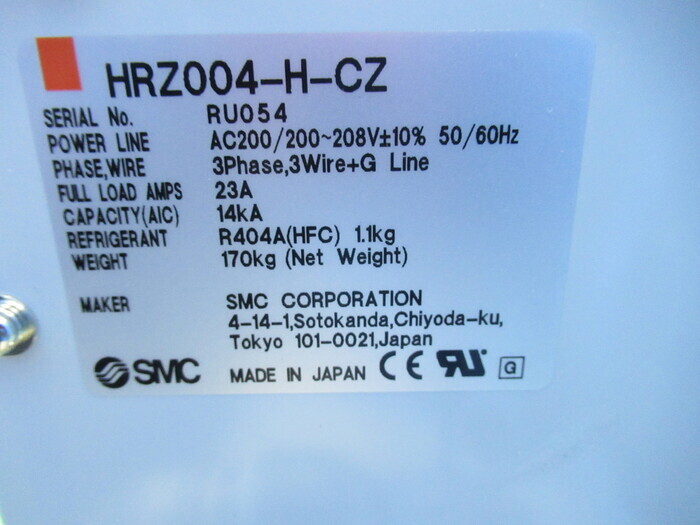 HRZ004-H-CZ
SERIAL No. RU054
POWER LINE AC200/200~208V±10% 50/60Hz
PHASE,WIRE 3Phase,3Wire+G Line
FULL LOAD AMPS 23A
CAPACITY(AIC) 14kA
REFRIGERANT R404A(HFC) 1.1kg
WEIGHT 170kg (Net Weight)
MAKER SMC CORPORATION
4-14-1,Sotokanda,Chiyoda-ku,
Tokyo 101-0021,Japan
SMC MADE IN JAPAN CE RU G